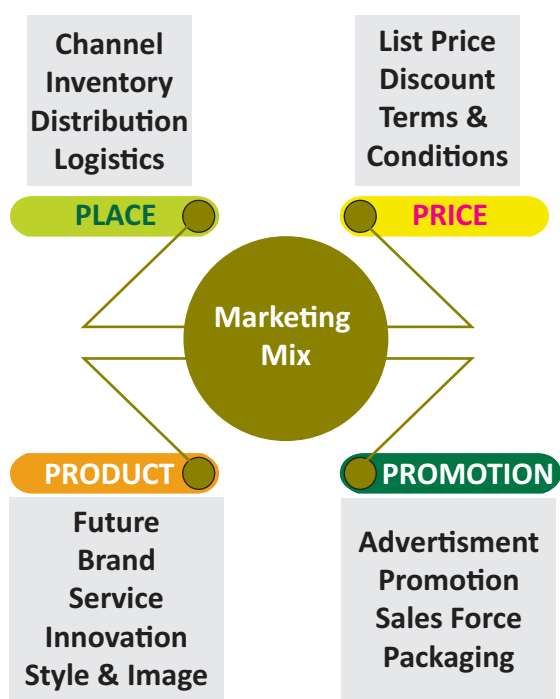 Channel
Inventory
Distribution
Logistics
PLACE
List Price
Discount
Terms &
Conditions
PRICE
Marketing
Mix
PRODUCT
Future
Brand
Service
Innovation
Style & Image
PROMOTION
Advertisment
Promotion
Sales Force
Packaging